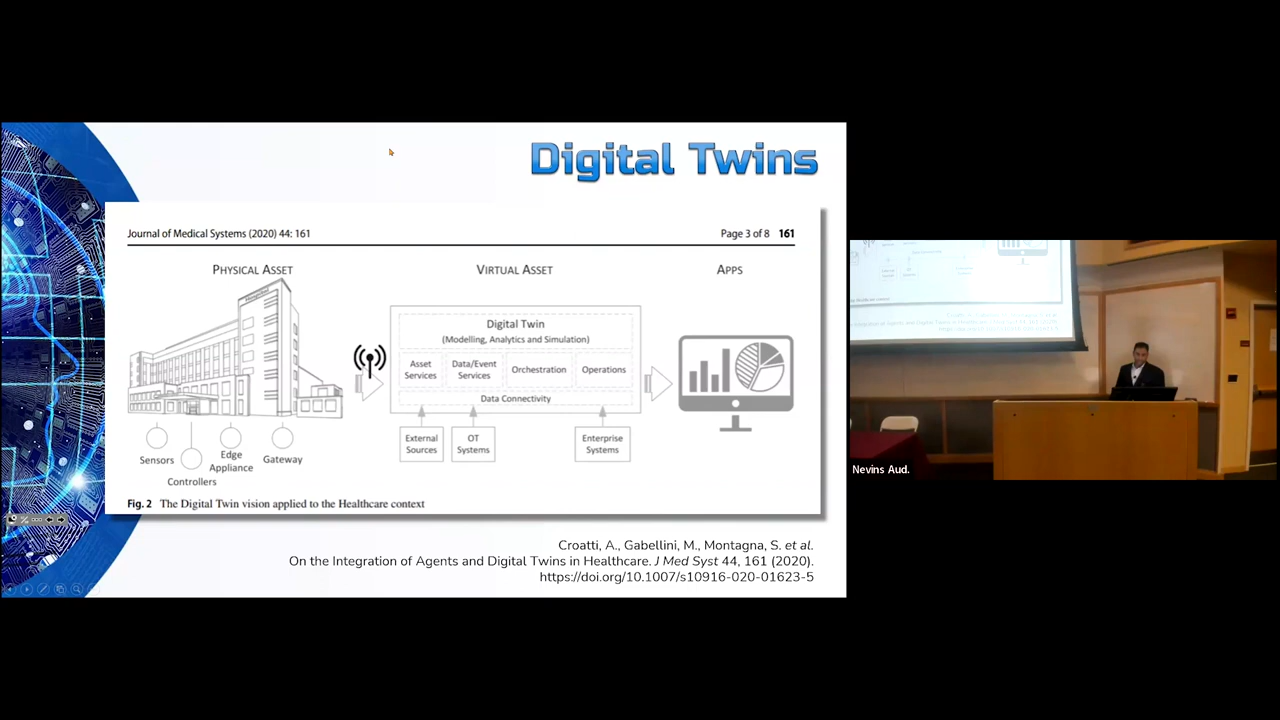 Digital Twins
Journal of Medical Systems (2020) 44: 161
Page 3 of 8 161
PHYSICAL ASSET
VIRTUAL ASSET
APPS
Digital Twin
(Modelling, Analytics and Simulation)
Asset
Services
Data/Event
Services
Orchestration
Operations
Data Connectivity
Sensors
Controllers
Edge
Appliance
Gateway
External
Sources
OT
Systems
Enterprise
Systems
Fig. 2 The Digital Twin vision applied to the Healthcare context
Croatti, A., Gabellini, M., Montagna, S. et al.
On the Integration of Agents and Digital Twins in Healthcare. J Med Syst 44, 161 (2020).
https://doi.org/10.1007/s10916-020-01623-5
Nevins Aud.